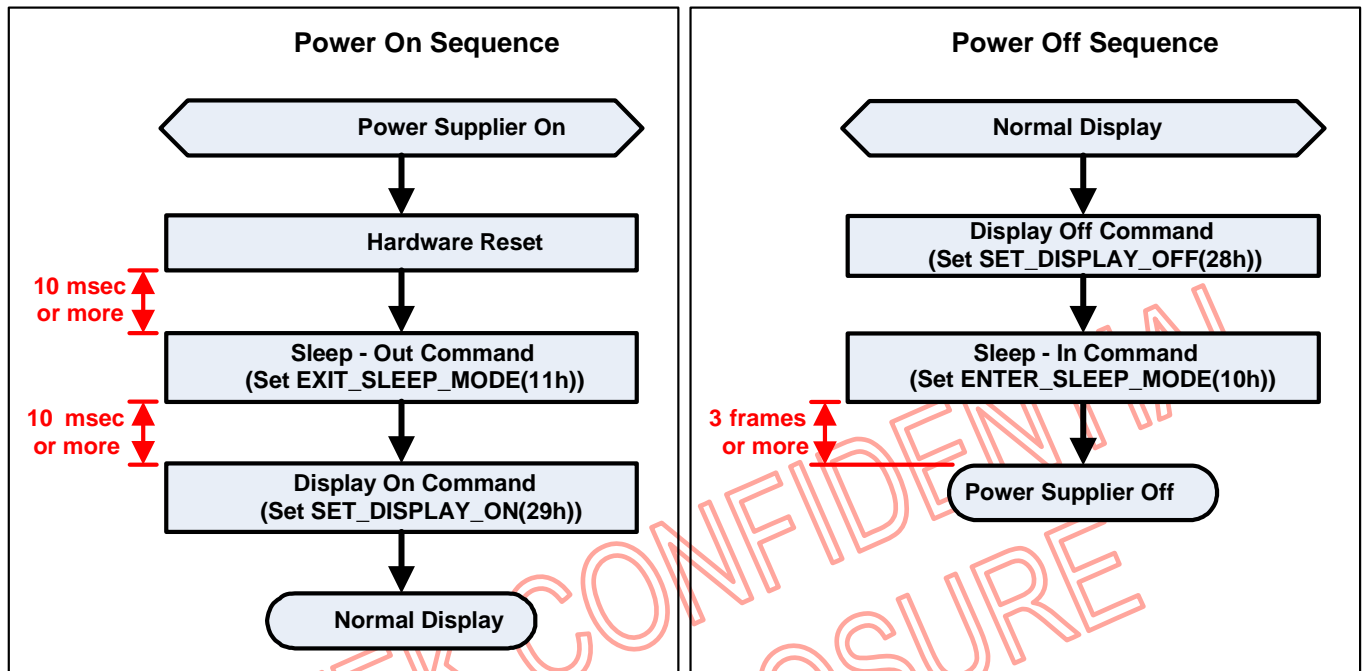 Power On Sequence
Power Supplier On
Hardware Reset
10 msec
or more
Sleep - Out Command
(Set EXIT_SLEEP_MODE(11h))
10 msec
or more
Display On Command
(Set SET_DISPLAY_ON(29h))
Normal Display
Power Off Sequence
Normal Display
Display Off Command
(Set SET_DISPLAY_OFF(28h))
Sleep - In Command
(Set ENTER_SLEEP_MODE(10h))
3 frames
or more
Power Supplier Off
CONFIDENTIAL